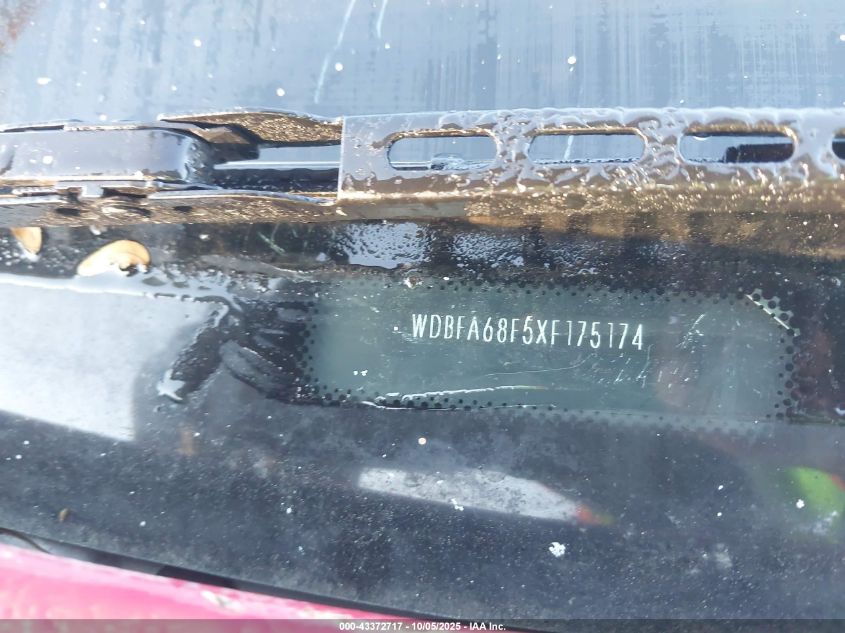 WDBFA68F5XF175174
000-43372717 • 10/05/2025 • IAA Inc.